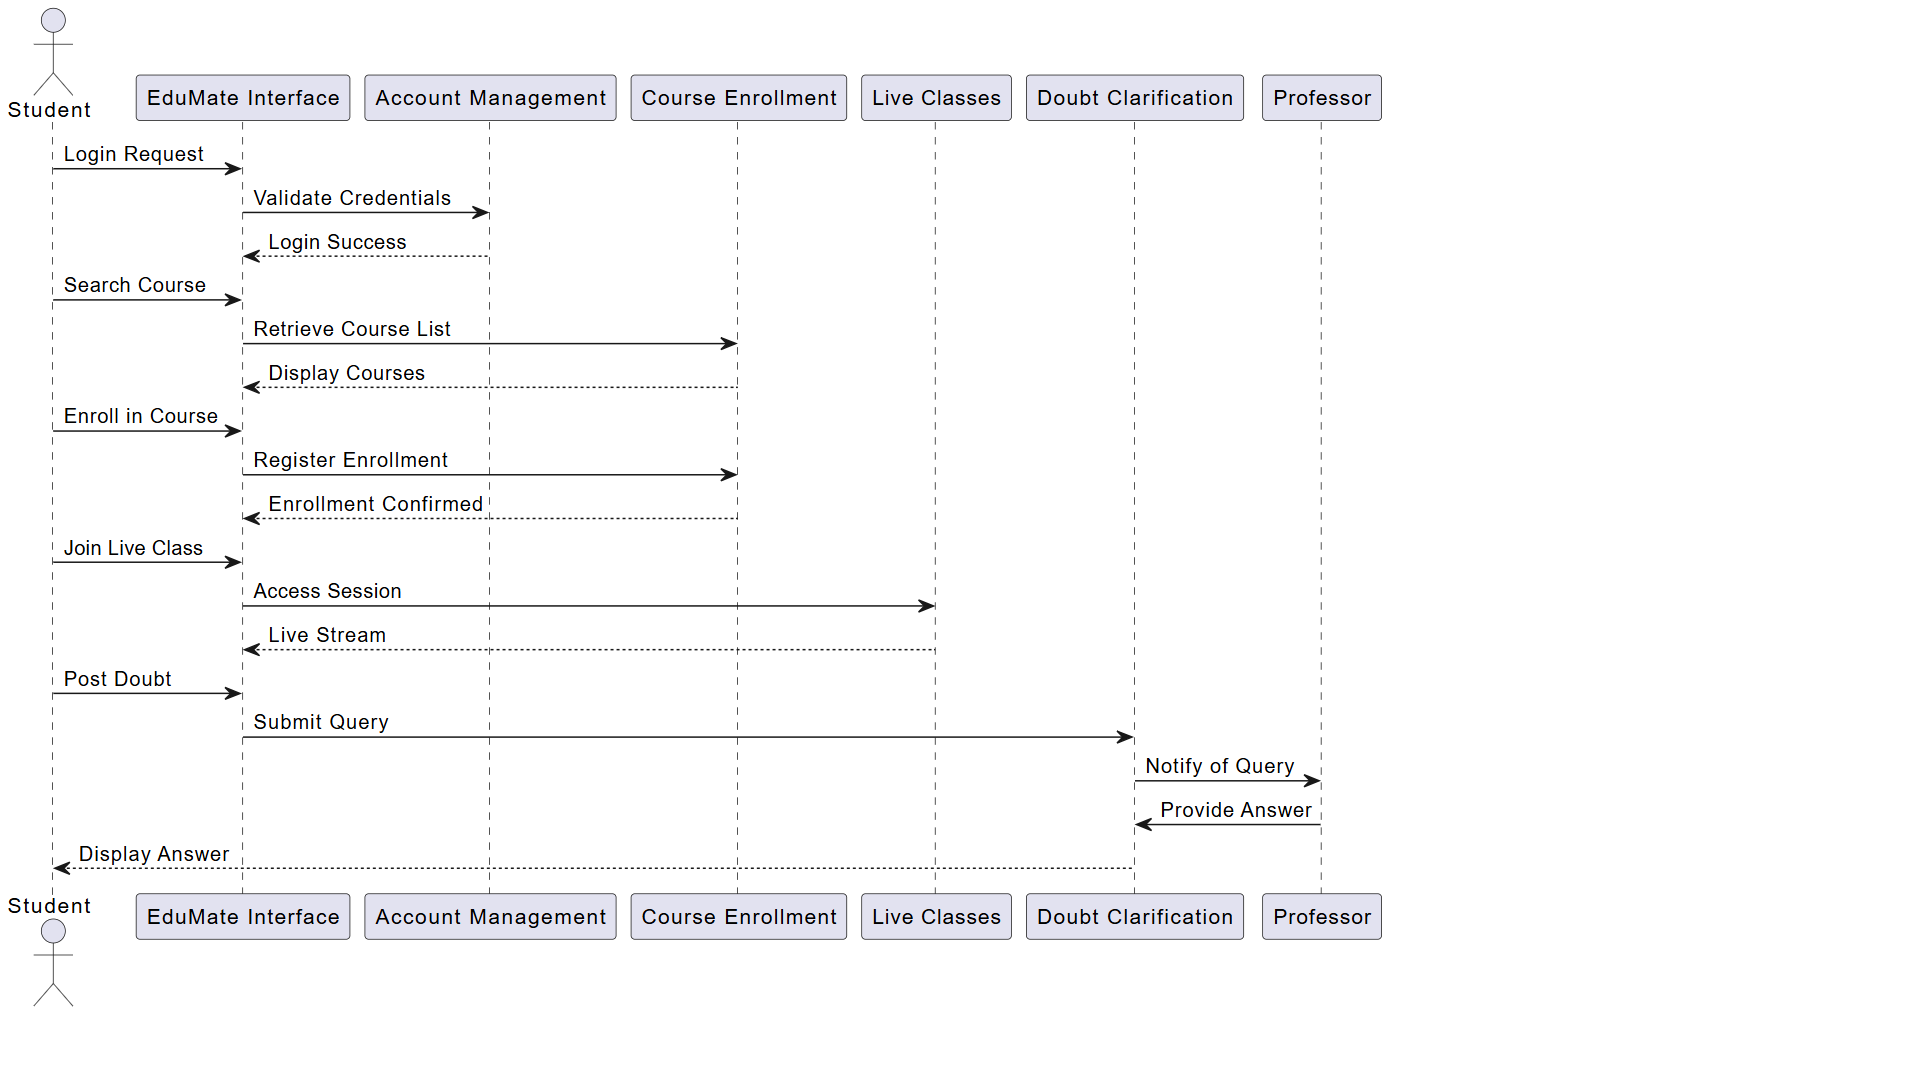 Student
EduMate Interface
Account Management
Course Enrollment
Live Classes
Doubt Clarification
Professor
Login Request
Validate Credentials
Login Success
Search Course
Retrieve Course List
Display Courses
Enroll in Course
Register Enrollment
Enrollment Confirmed
Join Live Class
Access Session
Live Stream
Post Doubt
Submit Query
Notify of Query
Provide Answer
Display Answer
Student
EduMate Interface
Account Management
Course Enrollment
Live Classes
Doubt Clarification
Professor